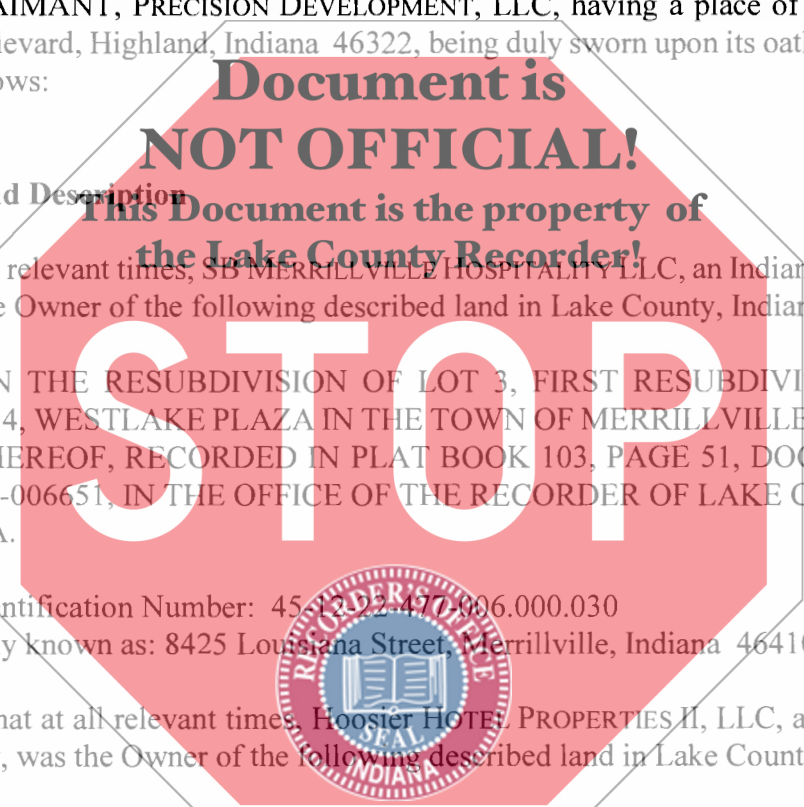 AIMANT, PRECISION DEVELOPMENT, LLC, having a place of
levard, Highland, Indiana 46322, being duly sworn upon its oath
ows:
Document is
NOT OFFICIAL!
d Description
This Document is the property of
the Lake County Recorder!
relevant times, SB MERRILLVILLE HOSPITALITY LLC, an Indian
e Owner of the following described land in Lake County, Indian
STOP
N THE RESUBDIVISION OF LOT 3, FIRST RESUBDIVI
4, WESTLAKE PLAZA IN THE TOWN OF MERRILLVILLE
HEREOF, RECORDED IN PLAT BOOK 103, PAGE 51, DOC
-006651, IN THE OFFICE OF THE RECORDER OF LAKE C
A.
ntification Number: 45-12-22-477-006.000.030
y known as: 8425 Louisiana Street, Merrillville, Indiana 46410
hat at all relevant times, Hoosier HOTEL PROPERTIES II, LLC, a
, was the Owner of the following described land in Lake Count
RECORDER'S OFFICE
SEAL
INDIANA